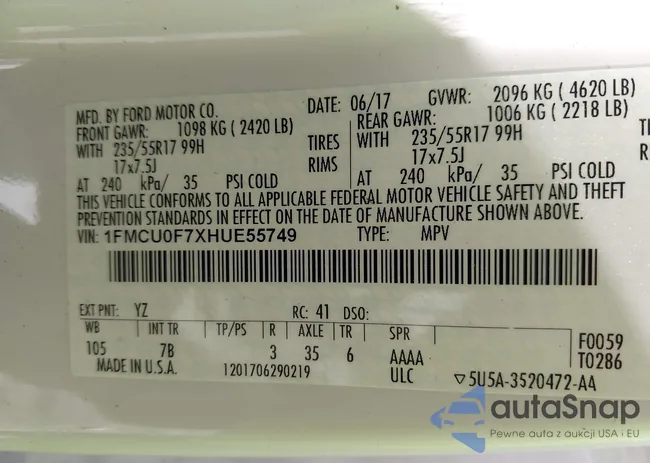 MFD. BY FORD MOTOR CO. DATE: 06/17 GVWR: 2096 KG ( 4620 LB)
FRONT GAWR: 1098 KG ( 2420 LB) REAR GAWR: 1006 KG ( 2218 LB)
WITH 235/55R17 99H TIRES WITH 235/55R17 99H TIRE
17x7.5J RIMS 17x7.5J RIM
AT 240 kPa/ 35 PSI COLD AT 240 kPa/ 35 PSI COLD
THIS VEHICLE CONFORMS TO ALL APPLICABLE FEDERAL MOTOR VEHICLE SAFETY AND THEFT
PREVENTION STANDARDS IN EFFECT ON THE DATE OF MANUFACTURE SHOWN ABOVE.
VIN: 1FMCU0F7XHUE55749 TYPE: MPV
EXT PNT: YZ RC: 41 DSO:
WB INT TR TP/PS R AXLE TR SPR F0059
105 7B 3 35 6 AAAA T0286
MADE IN U.S.A. 1201706290219 ULC ▽5U5A-3520472-AA
autaSnap
Pewne auta z aukcji USA i EU